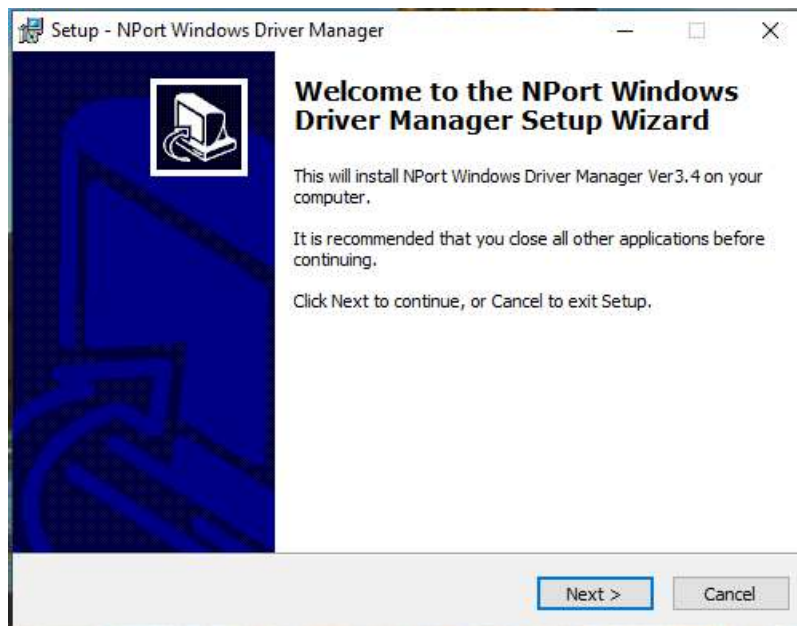 Setup - NPort Windows Driver Manager
Welcome to the NPort Windows
Driver Manager Setup Wizard
This will install NPort Windows Driver Manager Ver3.4 on your
computer.
It is recommended that you close all other applications before
continuing.
Click Next to continue, or Cancel to exit Setup.
Next >
Cancel